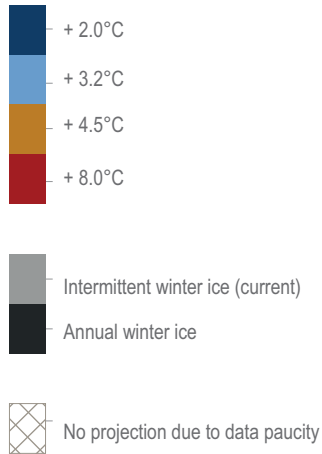 + 2.0°C
+ 3.2°C
+ 4.5°C
+ 8.0°C
Intermittent winter ice (current)
Annual winter ice
No projection due to data paucity